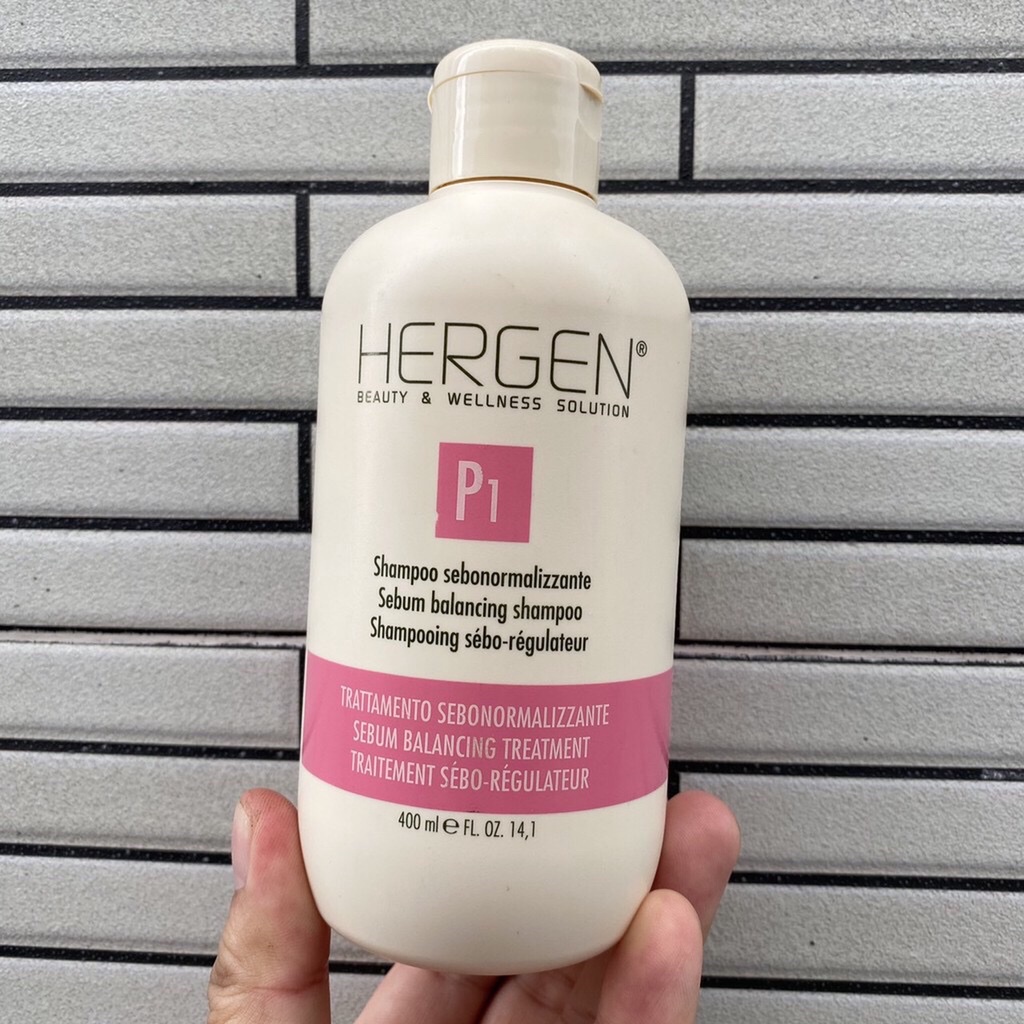 HERGEN®
BEAUTY & WELLNESS SOLUTION
P1
Shampoo sebonormalizzante
Sebum balancing shampoo
Shampooing sébo-régulateur
TRATTAMENTO SEBONORMALIZZANTE
SEBUM BALANCING TREATMENT
TRAITEMENT SÉBO-RÉGULATEUR
400 ml ℮ FL. OZ. 14,1